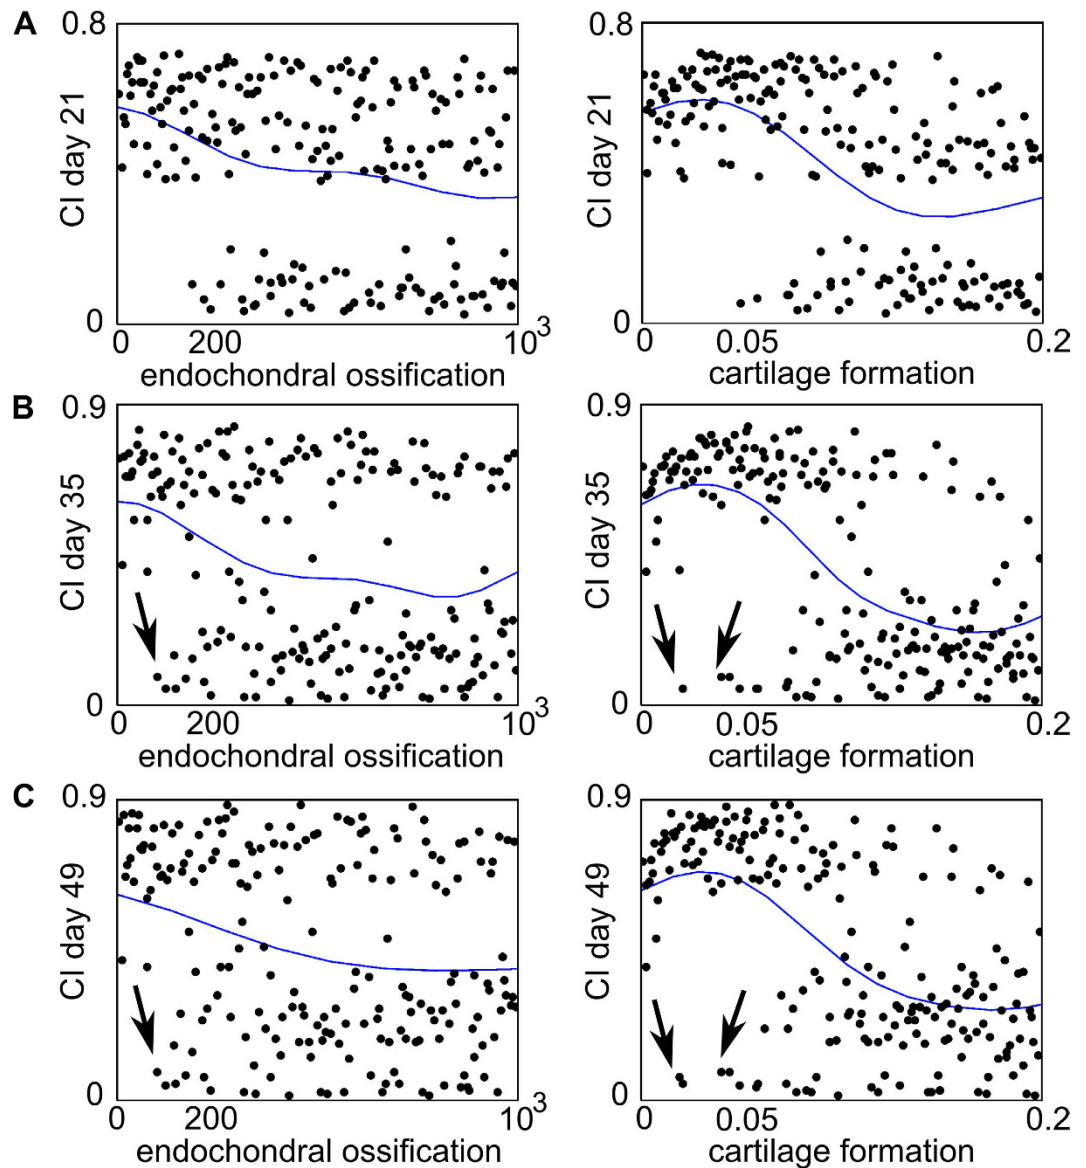 A
CI day 21
0.8
0
0
200
10³
endochondral ossification
CI day 21
0.8
0
0
0.05
0.2
cartilage formation
B
CI day 35
0.9
0
0
200
10³
endochondral ossification
CI day 35
0.9
0
0
0.05
0.2
cartilage formation
C
CI day 49
0.9
0
0
200
10³
endochondral ossification
CI day 49
0.9
0
0
0.05
0.2
cartilage formation